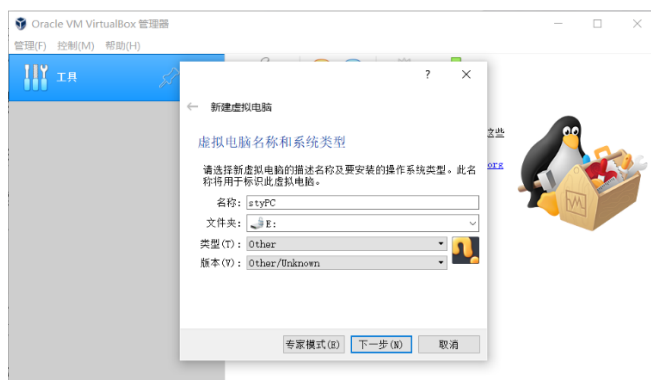 Oracle VM VirtualBox 管理器
管理(F) 控制(M) 帮助(H)
工具
? 
新建虚拟电脑
虚拟电脑名称和系统类型
这些
请选择新虚拟电脑的描述名称及要安装的操作系统类型。此名
称将用于标识此虚拟电脑。
org
名称: styPC
文件夹: E:
类型(T): Other
版本(V): Other/Unknown
专家模式(E) 下一步(N) 取消